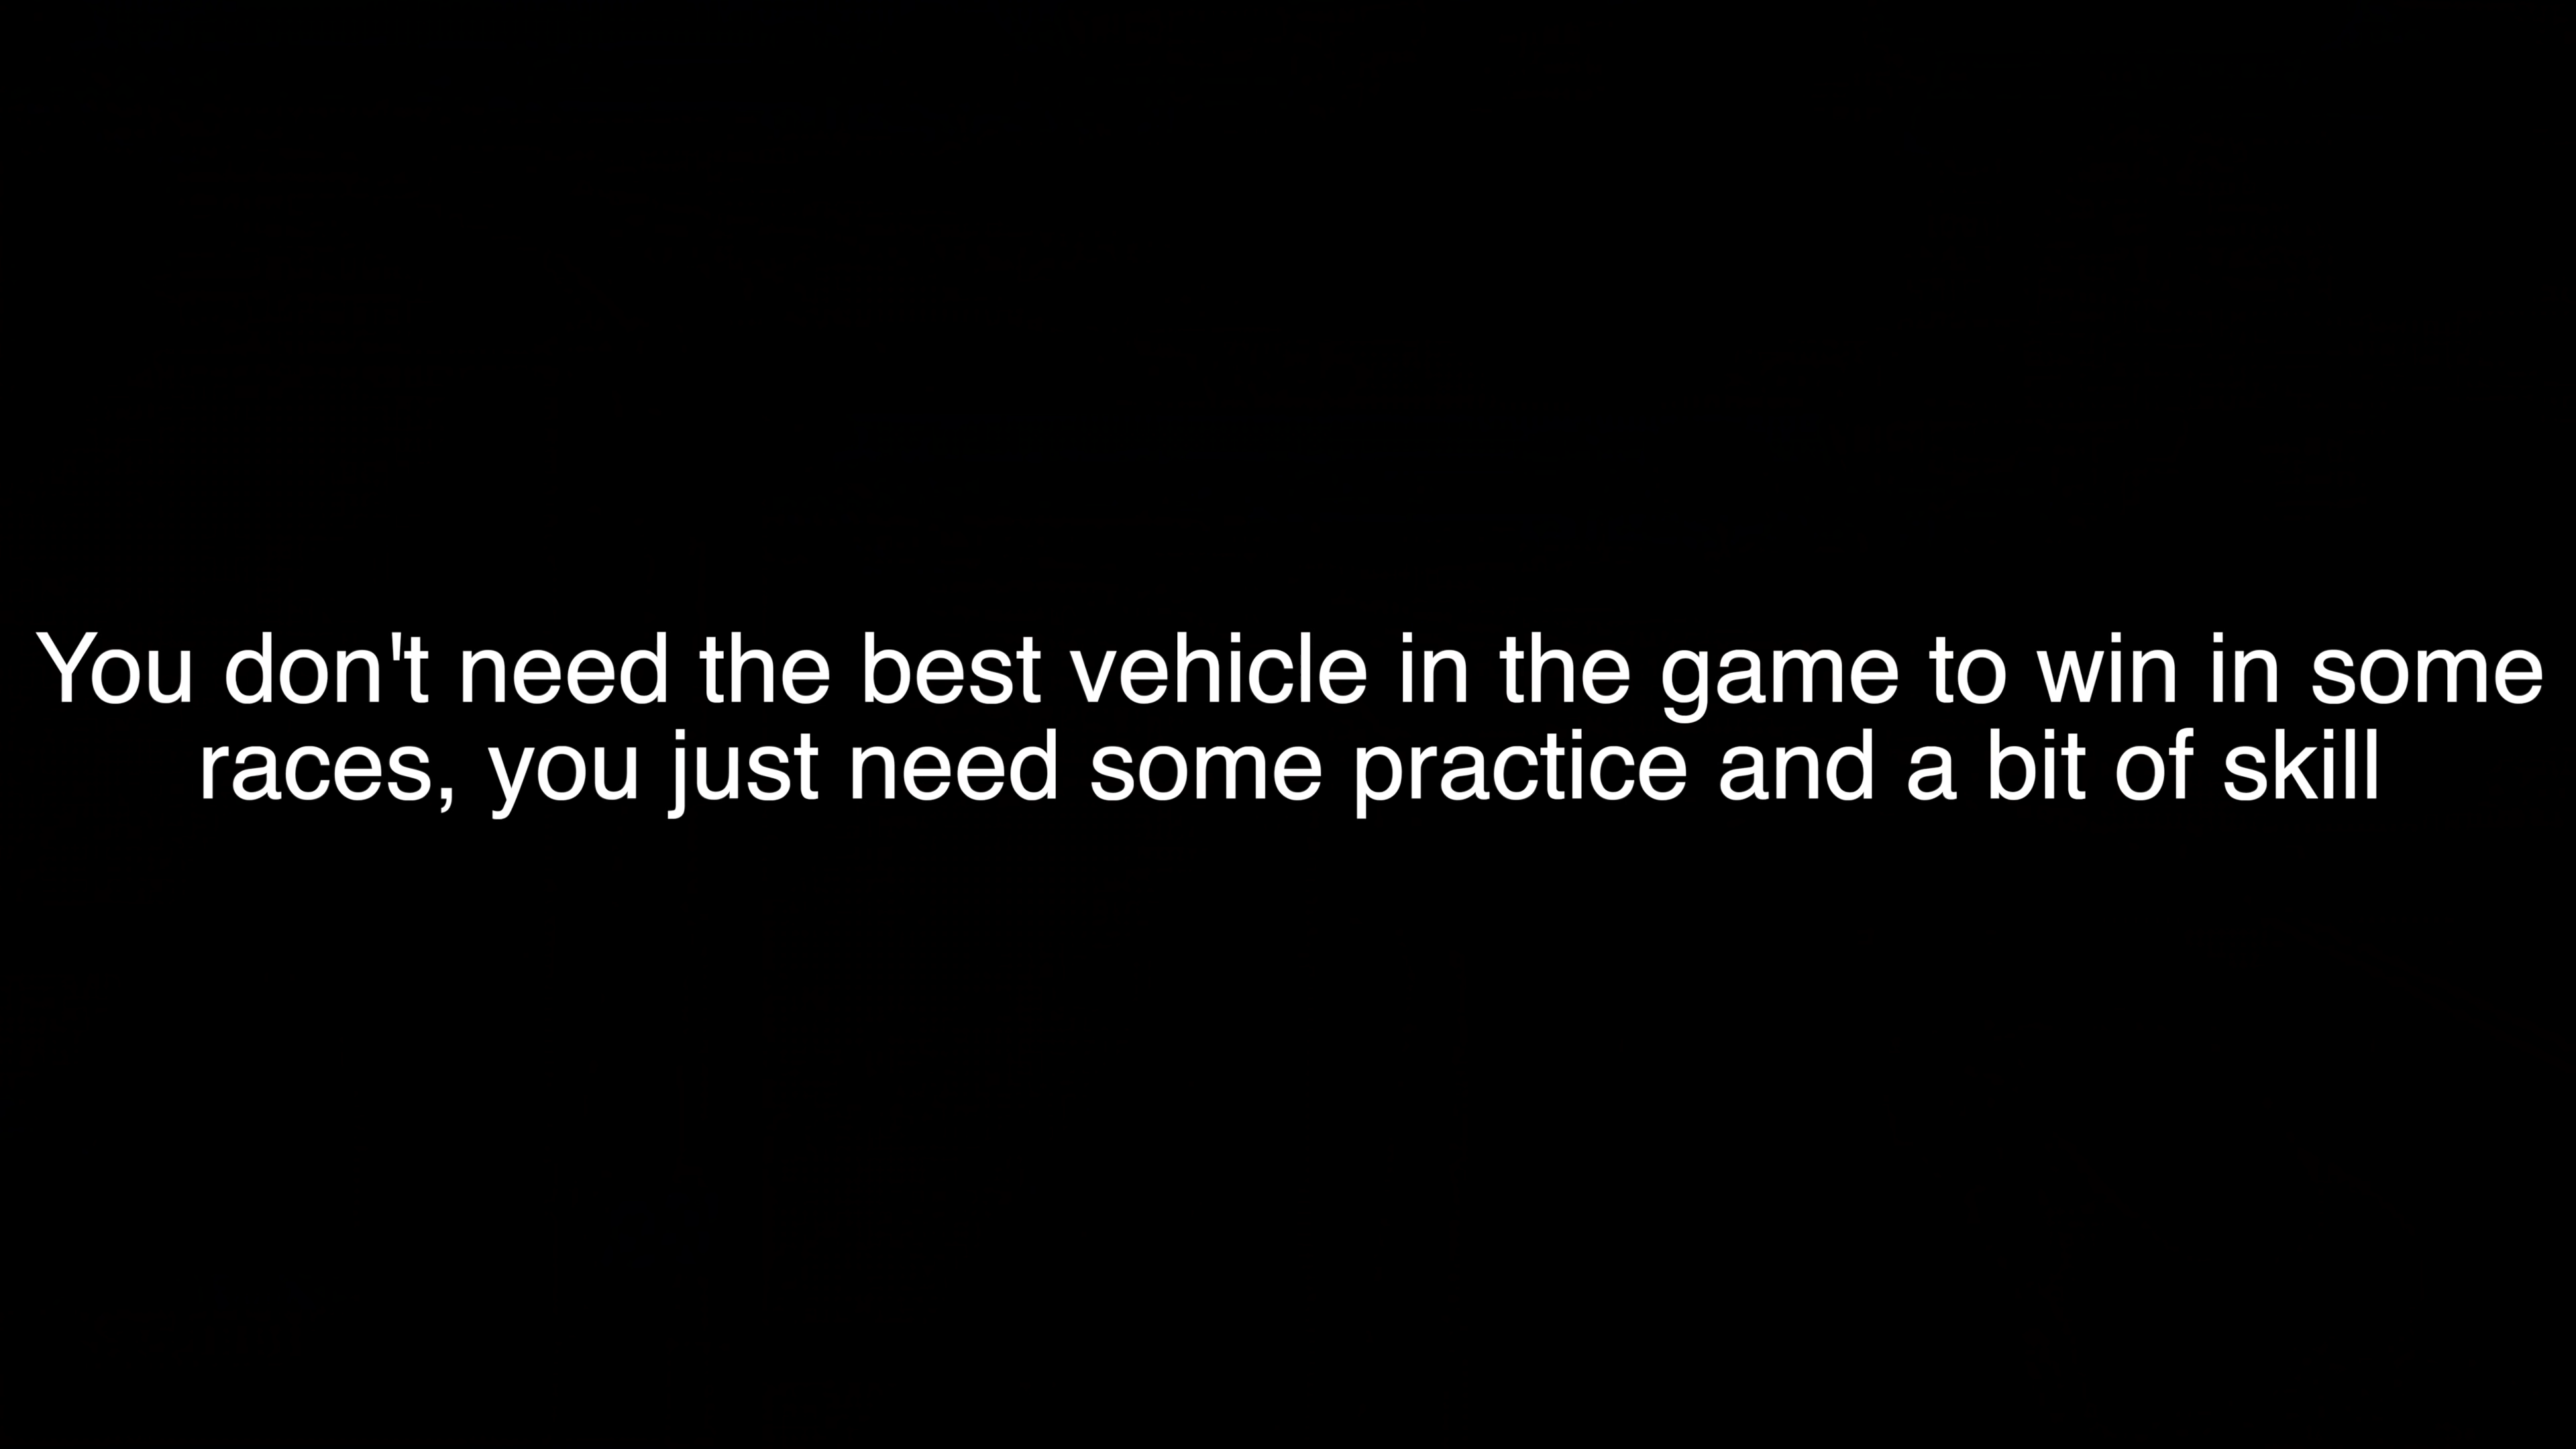 You don't need the best vehicle in the game to win in some
races, you just need some practice and a bit of skill